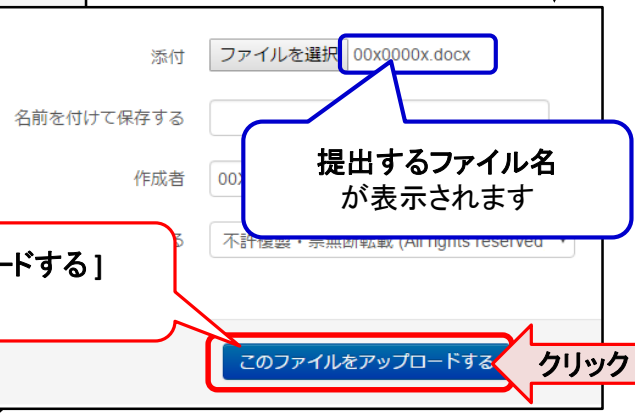 添付
ファイルを選択 00x0000x.docx
名前を付けて保存する
提出するファイル名
が表示されます
作成者
00
る
不許複製・禁無断転載 (All rights reserved
ードする ]
このファイルをアップロードする
クリック